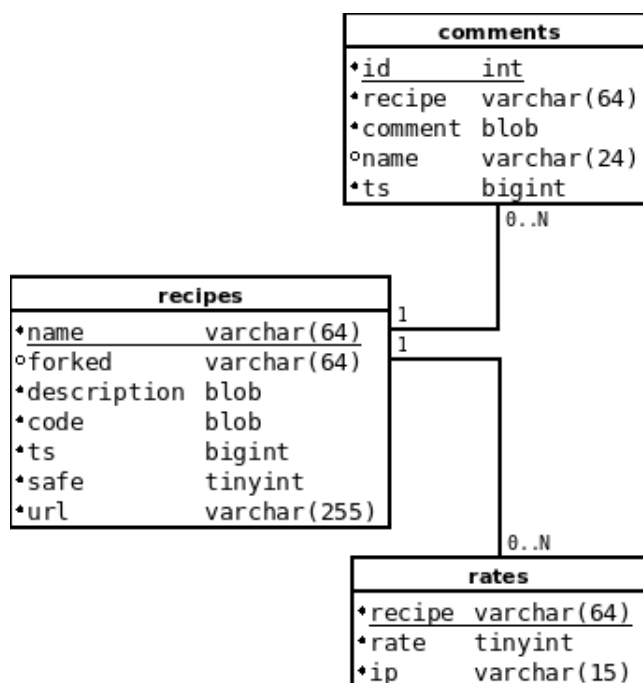 comments
id int
recipe varchar(64)
comment blob
name varchar(24)
ts bigint
0..N
recipes
name varchar(64)
forked varchar(64)
description blob
code blob
ts bigint
safe tinyint
url varchar(255)
1
1
0..N
rates
recipe varchar(64)
rate tinyint
ip varchar(15)